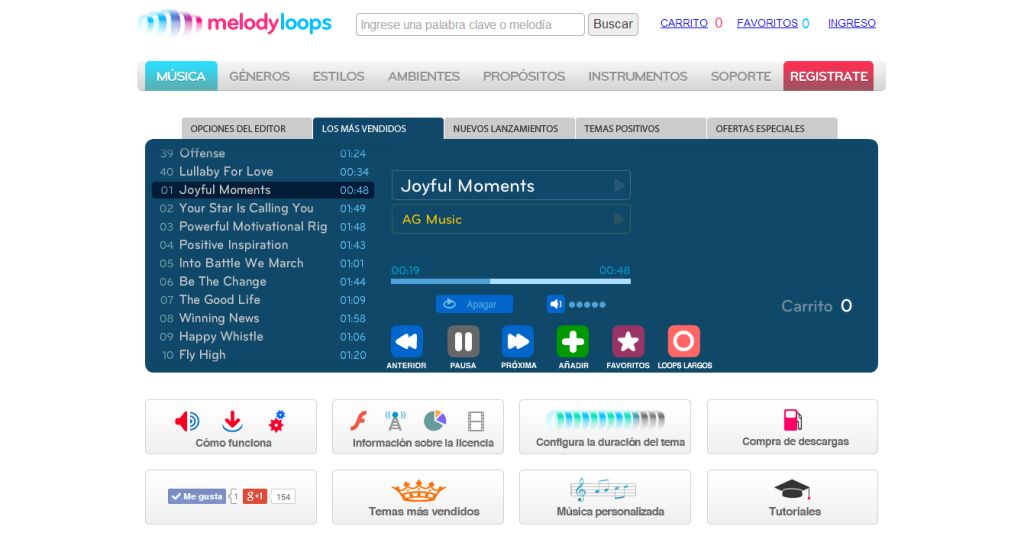 melodyloops
Ingrese una palabra clave o melodía
Buscar
CARRITO 0
FAVORITOS 0
INGRESO
MÚSICA
GÉNEROS
ESTILOS
AMBIENTES
PROPÓSITOS
INSTRUMENTOS
SOPORTE
REGISTRATE
OPCIONES DEL EDITOR
LOS MÁS VENDIDOS
NUEVOS LANZAMIENTOS
TEMAS POSITIVOS
OFERTAS ESPECIALES
39 Offense 01:24
40 Lullaby For Love 00:34
01 Joyful Moments 00:48
02 Your Star Is Calling You 01:49
03 Powerful Motivational Rig 01:48
04 Positive Inspiration 01:43
05 Into Battle We March 01:01
06 Be The Change 01:44
07 The Good Life 01:09
08 Winning News 01:58
09 Happy Whistle 01:06
10 Fly High 01:20
Joyful Moments
AG Music
00:19 00:48
Apagar
ANTERIOR
PAUSA
PRÓXIMA
AÑADIR
FAVORITOS
LOOPS LARGOS
Carrito 0
Cómo funciona
Información sobre la licencia
Configura la duración del tema
Compra de descargas
Me gusta 1
g+1 154
Temas más vendidos
Música personalizada
Tutoriales